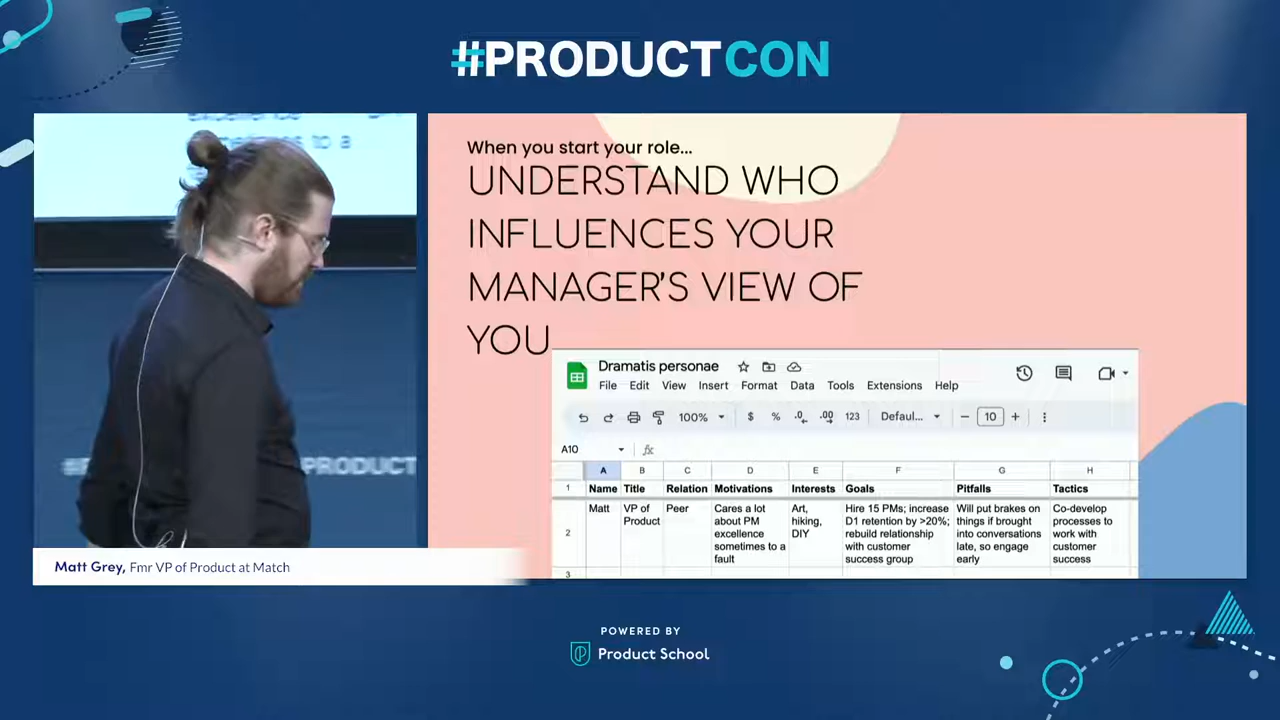 #PRODUCTCON
When you start your role...
UNDERSTAND WHO
INFLUENCES YOUR
MANAGER'S VIEW OF
YOU
Dramatis personae
File Edit View Insert Format Data Tools Extensions Help
100% $ % .0 .00 123 Defaul... − 10 +
A10 fx
A B C D E F G H
1 Name Title Relation Motivations Interests Goals Pitfalls Tactics
2 Matt VP of Product Peer Cares a lot about PM excellence sometimes to a fault Art, hiking, DIY Hire 15 PMs; increase D1 retention by >20%; rebuild relationship with customer success group Will put brakes on things if brought into conversations late, so engage early Co-develop processes to work with customer success
3
to a
PRODUCT
Matt Grey, Fmr VP of Product at Match
POWERED BY
Product School